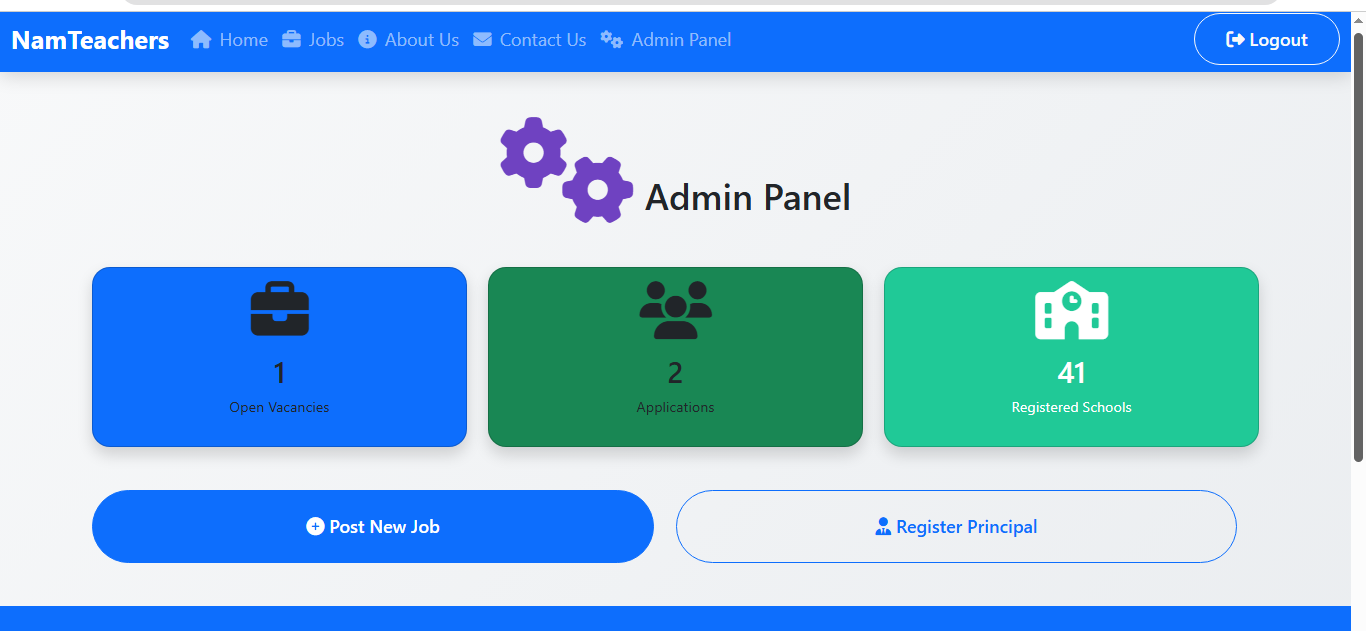 NamTeachers Home Jobs About Us Contact Us Admin Panel Logout
Admin Panel
1
Open Vacancies
2
Applications
41
Registered Schools
Post New Job
Register Principal